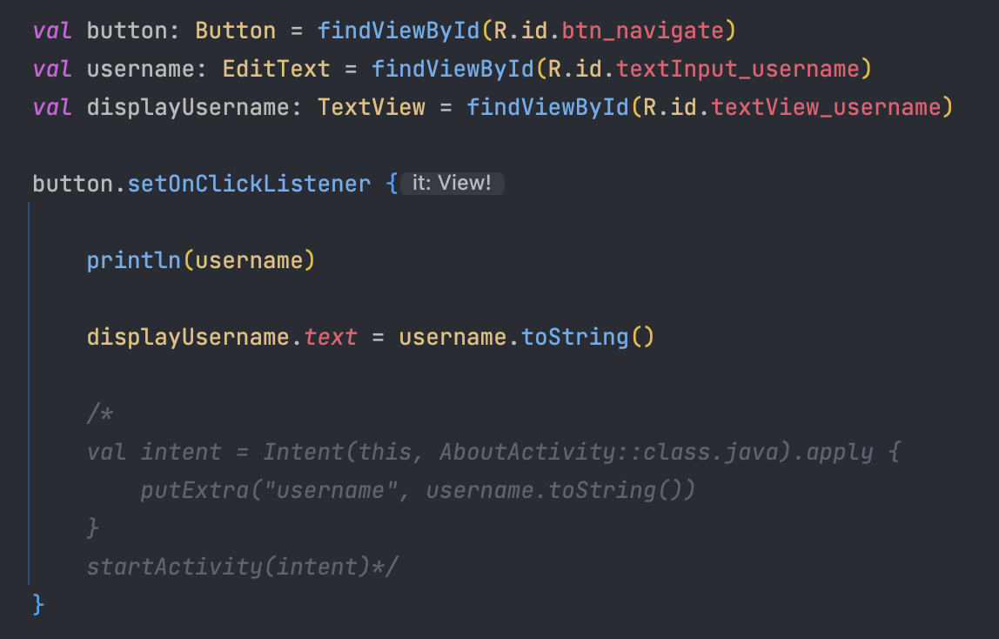 val button: Button = findViewById(R.id.btn_navigate)
val username: EditText = findViewById(R.id.textInput_username)
val displayUsername: TextView = findViewById(R.id.textView_username)
button.setOnClickListener { it: View!
println(username)
displayUsername.text = username.toString()
/*
val intent = Intent(this, AboutActivity::class.java).apply {
putExtra("username", username.toString())
}
startActivity(intent)*/
}